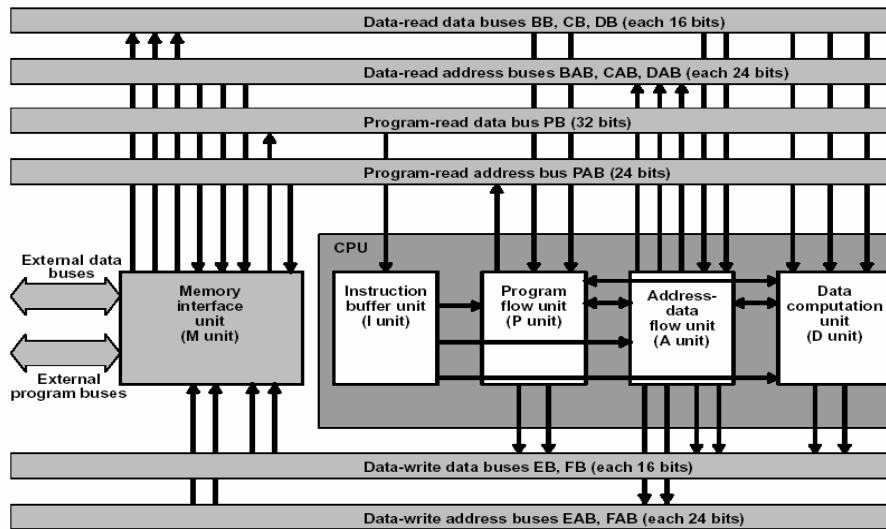 Data-read data buses BB, CB, DB (each 16 bits)
Data-read address buses BAB, CAB, DAB (each 24 bits)
Program-read data bus PB (32 bits)
Program-read address bus PAB (24 bits)
CPU
External data
buses
Memory
interface
unit
(M unit)
External
program buses
Instruction
buffer unit
(I unit)
Program
flow unit
(P unit)
Address-
data
flow unit
(A unit)
Data
computation
unit
(D unit)
Data-write data buses EB, FB (each 16 bits)
Data-write address buses EAB, FAB (each 24 bits)